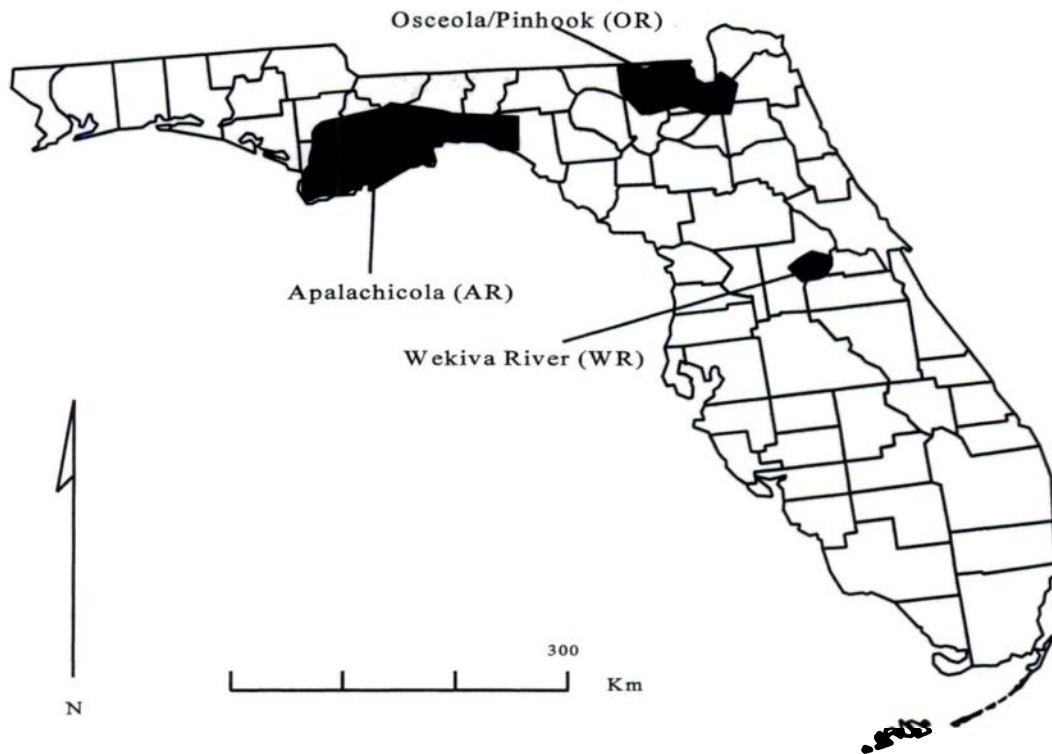 Osceola/Pinhook (OR)
Apalachicola (AR)
Wekiva River (WR)
300
Km
N